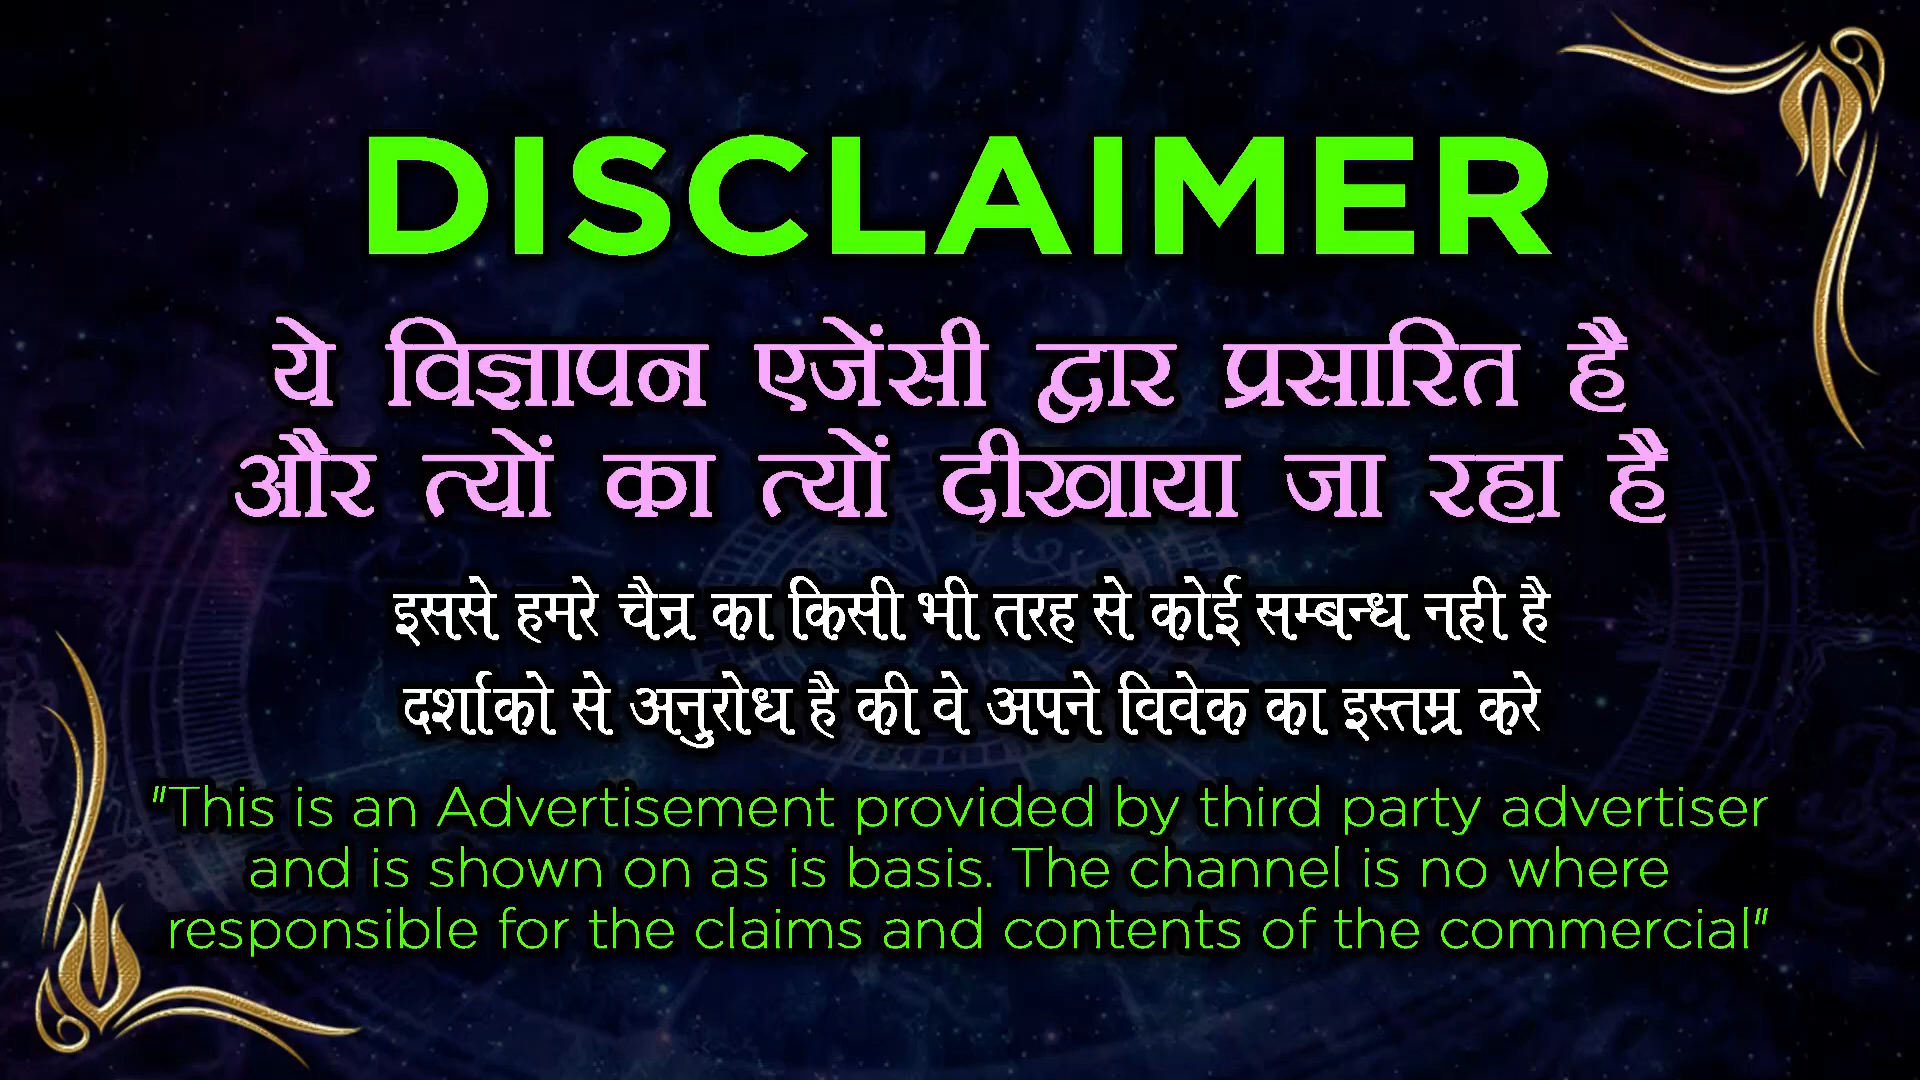 DISCLAIMER
ये विज्ञापन एजेंसी द्वार प्रसारित है
और त्यों का त्यों दीखाया जा रहा है
इससे हमरे चैन्र का किसी भी तरह से कोई सम्बन्ध नही है
दर्शाको से अनुरोध है की वे अपने विवेक का इस्तम्र करे
"This is an Advertisement provided by third party advertiser
and is shown on as is basis. The channel is no where
responsible for the claims and contents of the commercial"